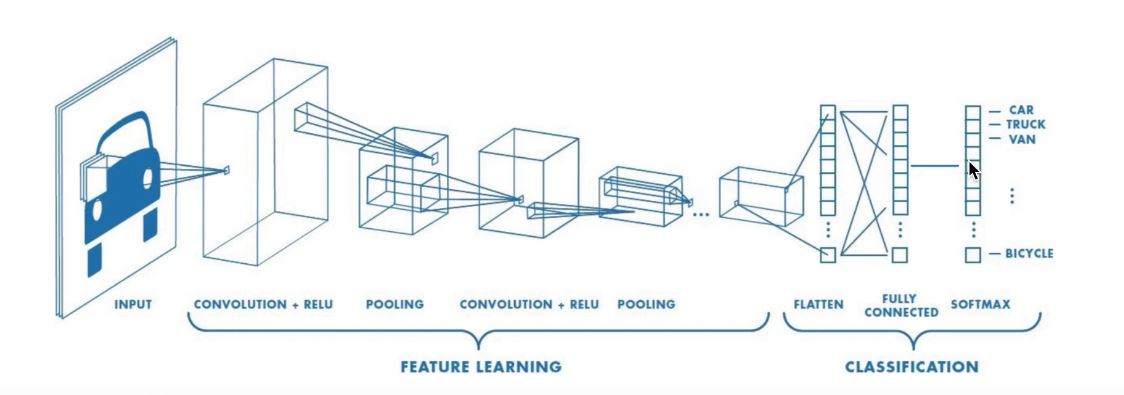 CAR
TRUCK
VAN
BICYCLE
INPUT
CONVOLUTION + RELU
POOLING
CONVOLUTION + RELU
POOLING
FLATTEN
FULLY
CONNECTED
SOFTMAX
FEATURE LEARNING
CLASSIFICATION